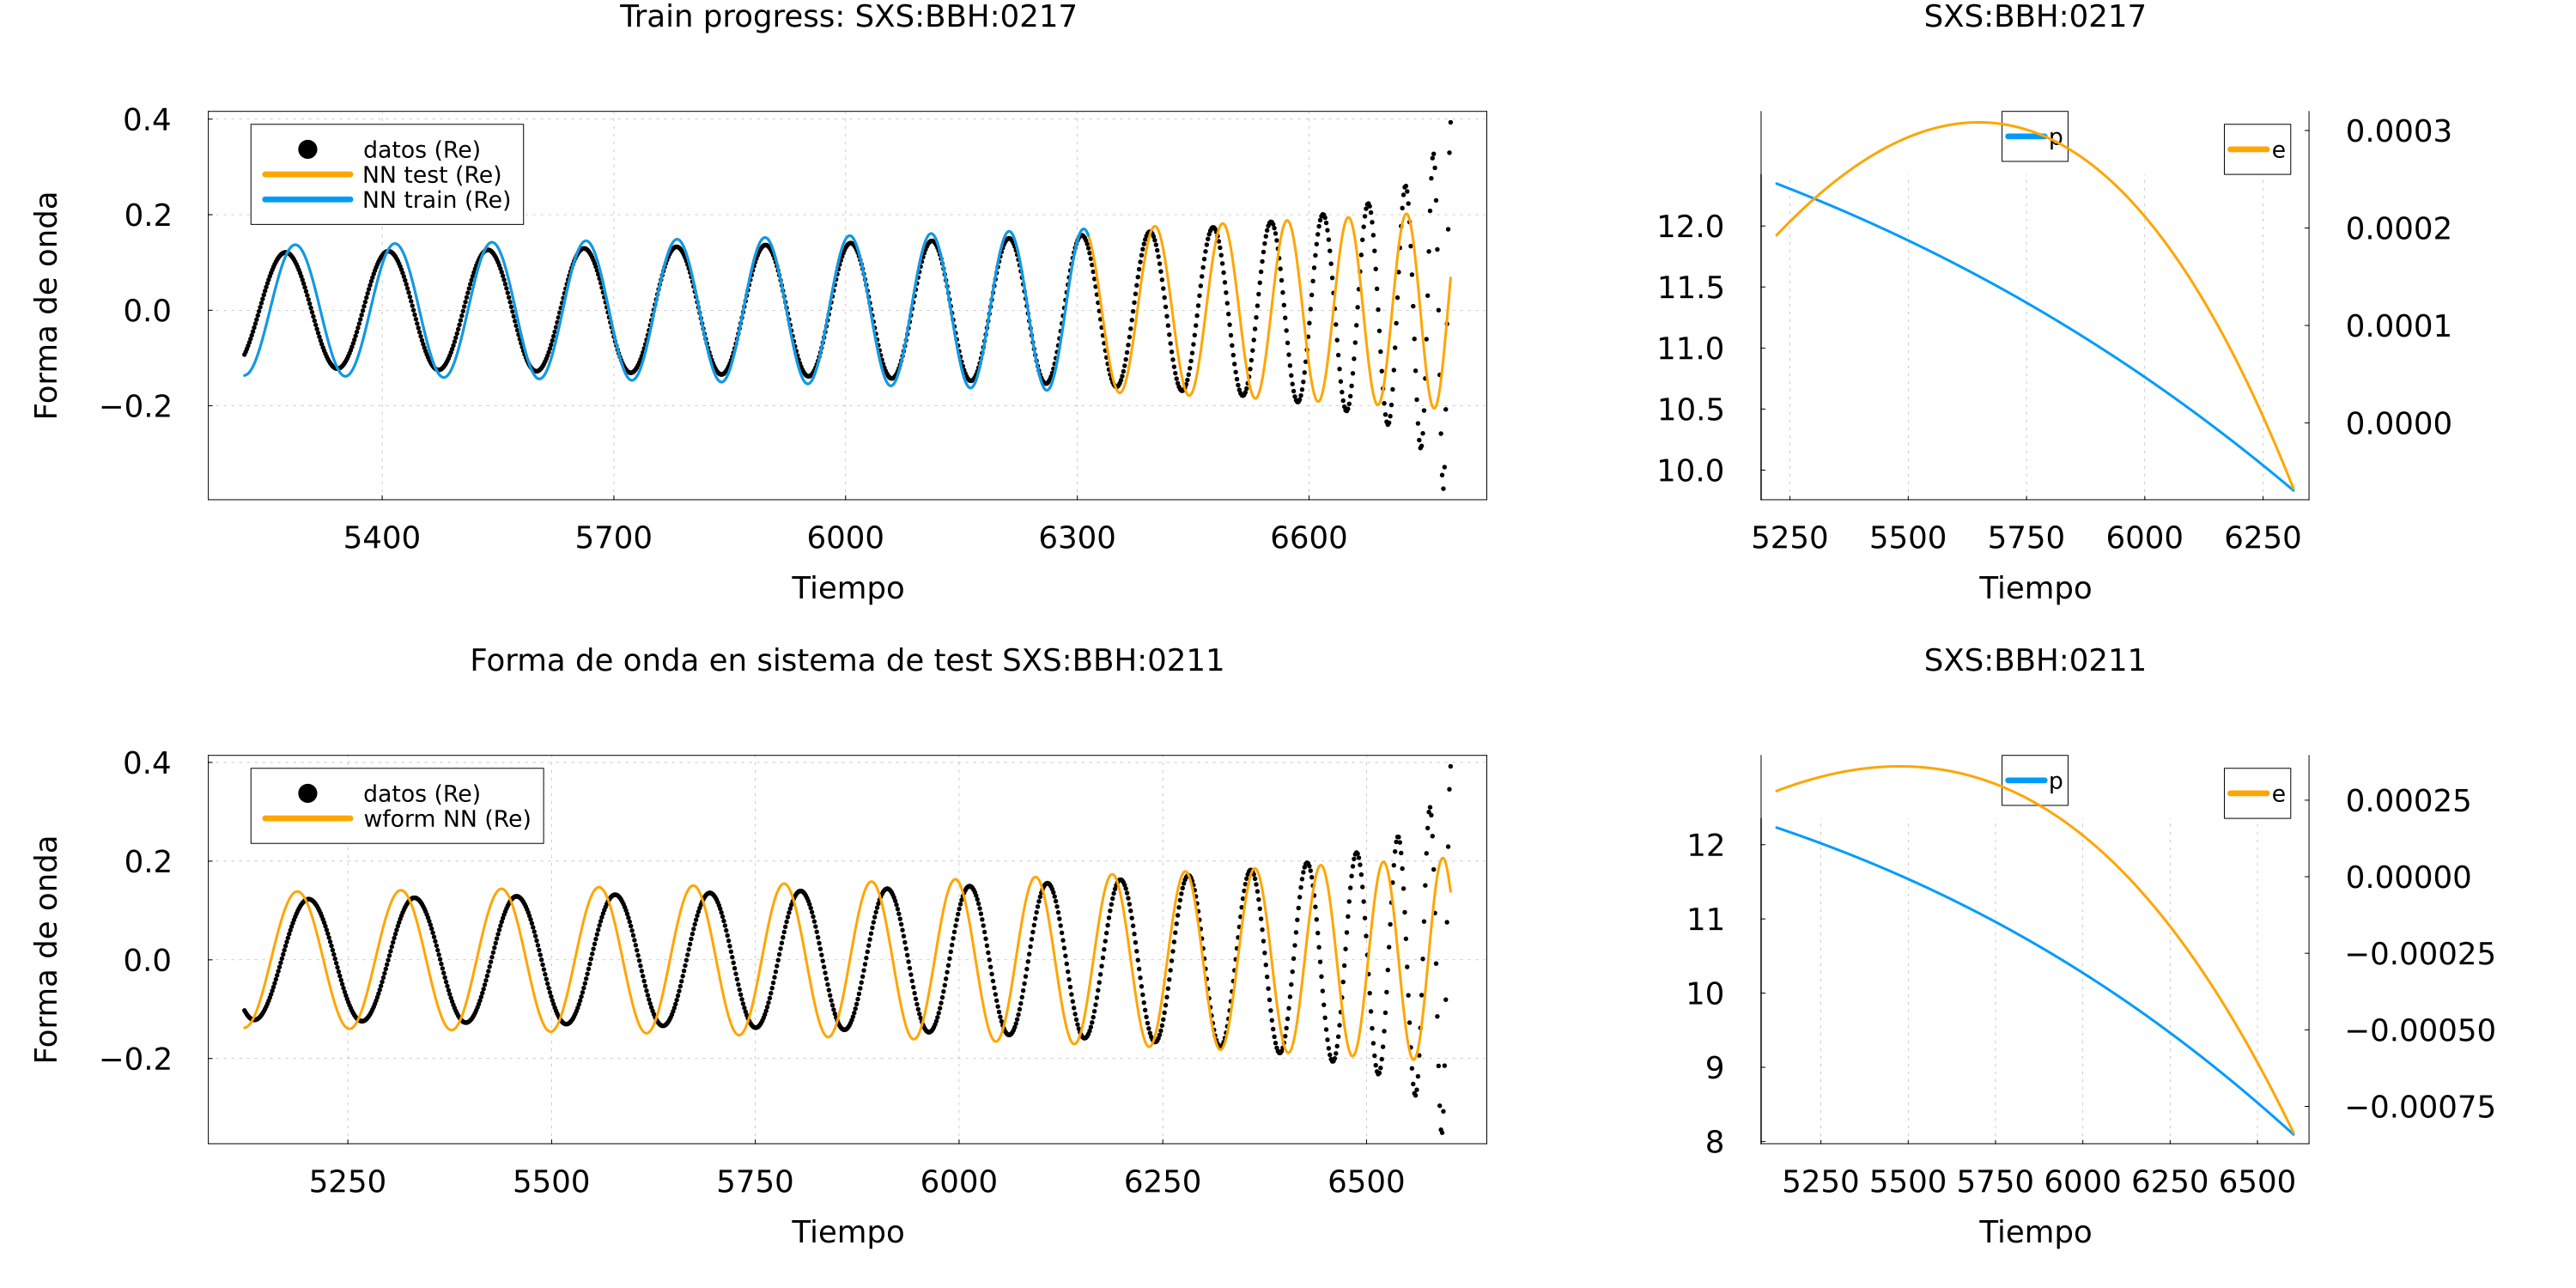 Train progress: SXS:BBH:0217
SXS:BBH:0217
datos (Re)
NN test (Re)
NN train (Re)
0.4
0.2
0.0
−0.2
Forma de onda
5400 5700 6000 6300 6600
Tiempo
p
e
12.0
11.5
11.0
10.5
10.0
0.0003
0.0002
0.0001
0.0000
5250 5500 5750 6000 6250
Tiempo
Forma de onda en sistema de test SXS:BBH:0211
SXS:BBH:0211
datos (Re)
wform NN (Re)
0.4
0.2
0.0
−0.2
Forma de onda
5250 5500 5750 6000 6250 6500
Tiempo
p
e
12
11
10
9
8
0.00025
0.00000
−0.00025
−0.00050
−0.00075
5250 5500 5750 6000 6250 6500
Tiempo